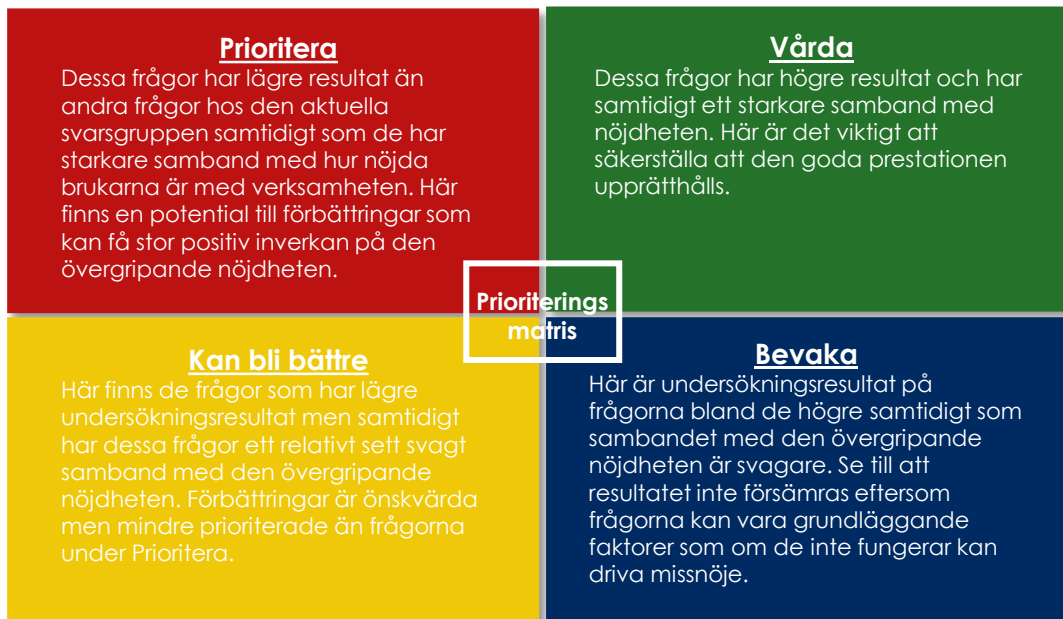 Prioritera
Dessa frågor har lägre resultat än
andra frågor hos den aktuella
svarsgruppen samtidigt som de har
starkare samband med hur nöjda
brukarna är med verksamheten. Här
finns en potential till förbättringar som
kan få stor positiv inverkan på den
övergripande nöjdheten.
Vårda
Dessa frågor har högre resultat och har
samtidigt ett starkare samband med
nöjdheten. Här är det viktigt att
säkerställa att den goda prestationen
upprätthålls.
Prioriterings
matris
Kan bli bättre
Här finns de frågor som har lägre
undersökningsresultat men samtidigt
har dessa frågor ett relativt sett svagt
samband med den övergripande
nöjdheten. Förbättringar är önskvärda
men mindre prioriterade än frågorna
under Prioritera.
Bevaka
Här är undersökningsresultat på
frågorna bland de högre samtidigt som
sambandet med den övergripande
nöjdheten är svagare. Se till att
resultatet inte försämras eftersom
frågorna kan vara grundläggande
faktorer som om de inte fungerar kan
driva missnöje.